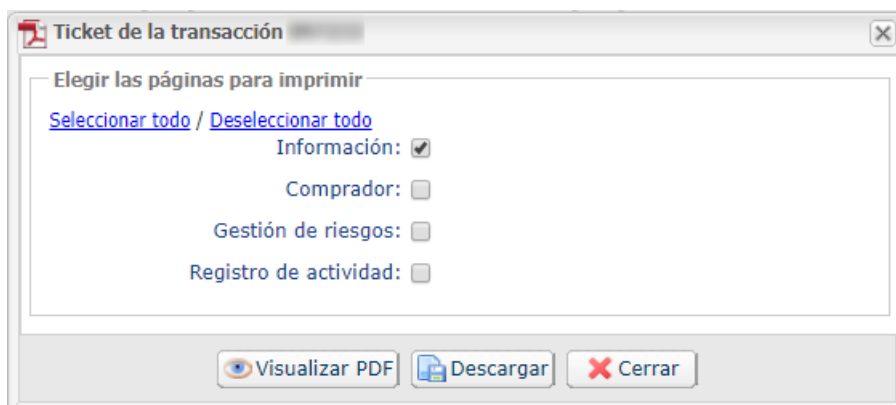 Ticket de la transacción
Elegir las páginas para imprimir
Seleccionar todo / Deseleccionar todo
Información:
Comprador:
Gestión de riesgos:
Registro de actividad:
Visualizar PDF Descargar Cerrar